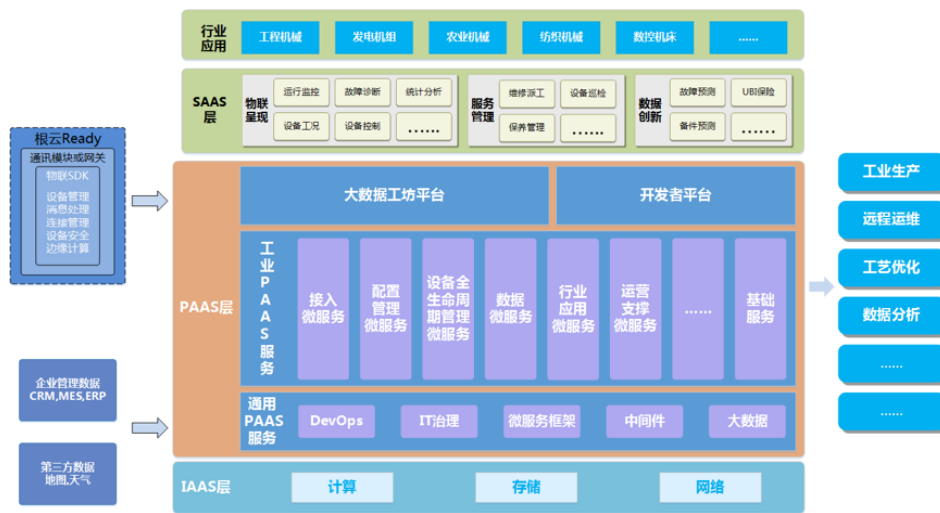 行业
应用
工程机械
发电机组
农业机械
纺织机械
数控机床
......
SAAS
层
物联
呈现
运行监控
故障诊断
统计分析
设备工况
设备控制
......
服务
管理
维修派工
设备巡检
保养管理
......
数据
创新
故障预测
UBI保险
备件预测
......
根云Ready
通讯模块或网关
物联SDK
设备管理
消息处理
连接管理
设备安全
边缘计算
企业管理数据
CRM,MES,ERP
第三方数据
地图,天气
PAAS层
大数据工坊平台
开发者平台
工业PAAS服务
接入
微服务
配置
管理
微服务
设备全
生命周
期管理
微服务
数据
微服务
行业
应用
微服务
运营
支撑
微服务
......
基础
服务
通用
PAAS
服务
DevOps
IT治理
微服务框架
中间件
大数据
IAAS层
计算
存储
网络
工业生产
远程运维
工艺优化
数据分析
......
......